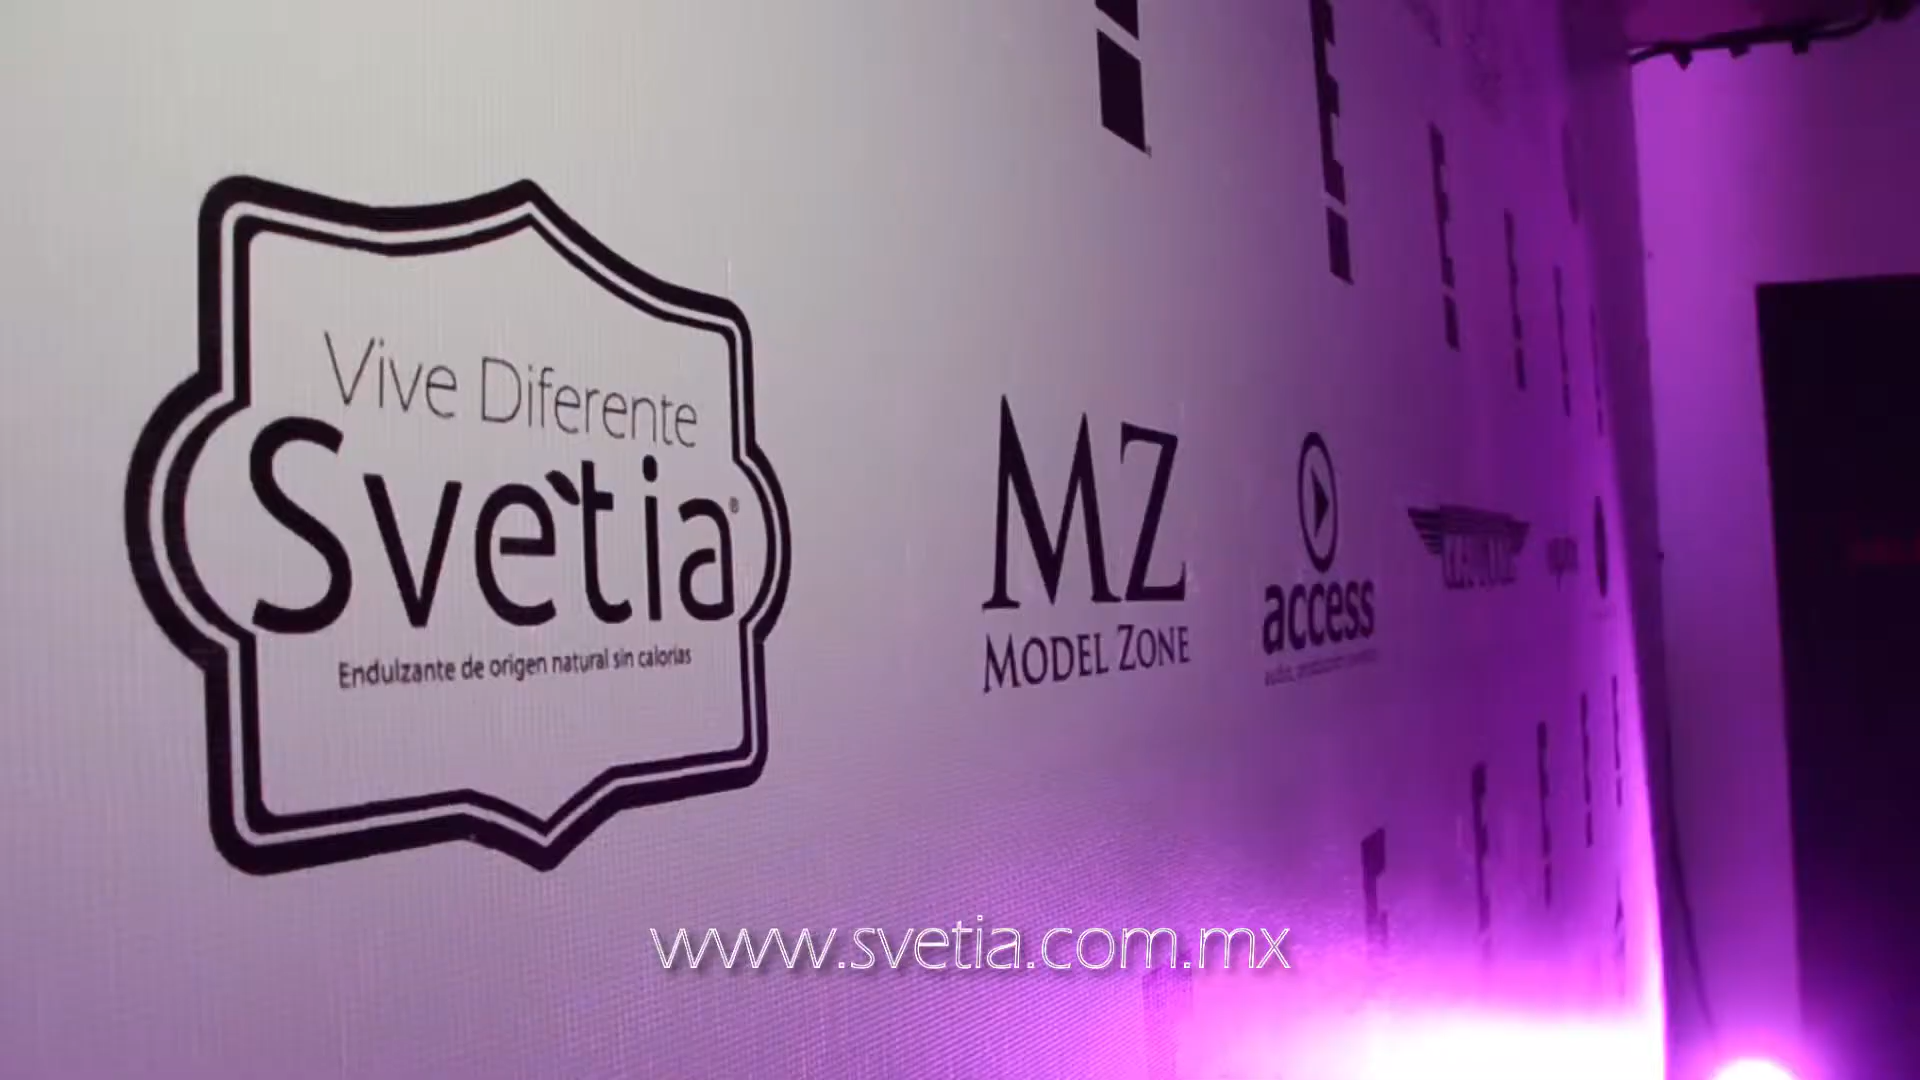 Vive Diferente
Svetia®
Endulzante de origen natural sin calorías
MZ
MODEL ZONE
access
www.svetia.com.mx